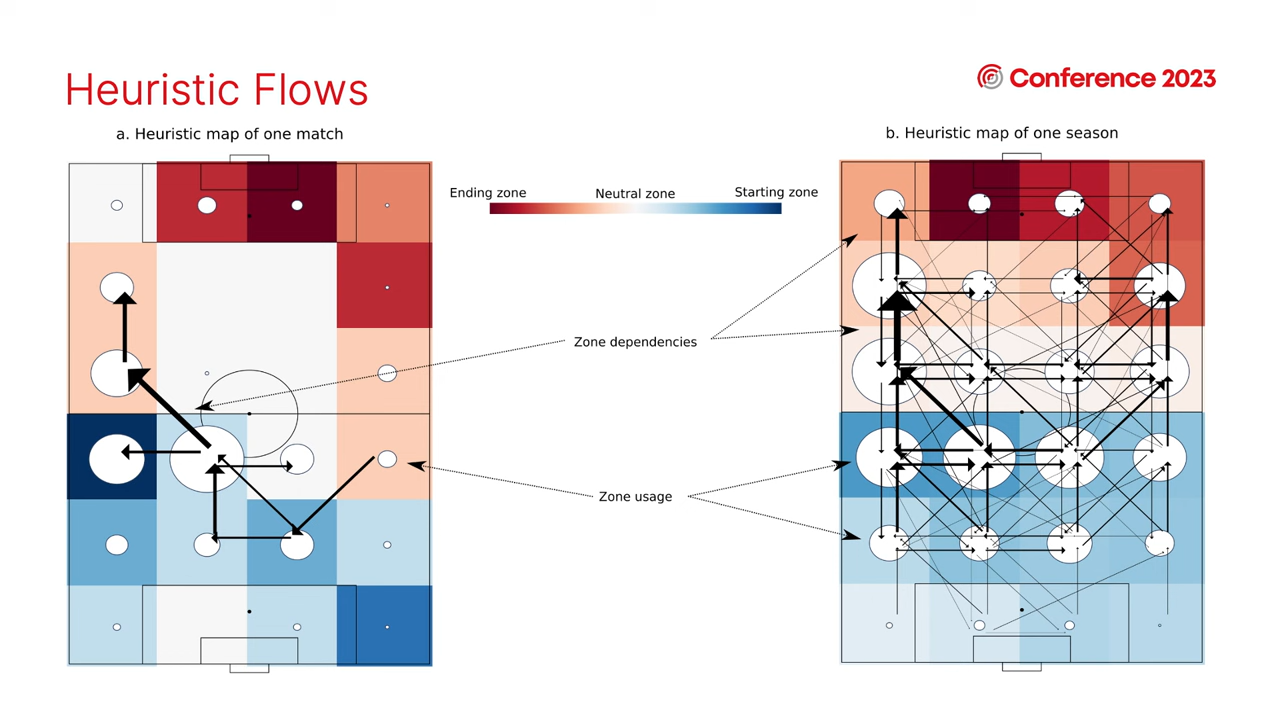 Heuristic Flows
Conference 2023
a. Heuristic map of one match
b. Heuristic map of one season
Ending zone
Neutral zone
Starting zone
Zone dependencies
Zone usage